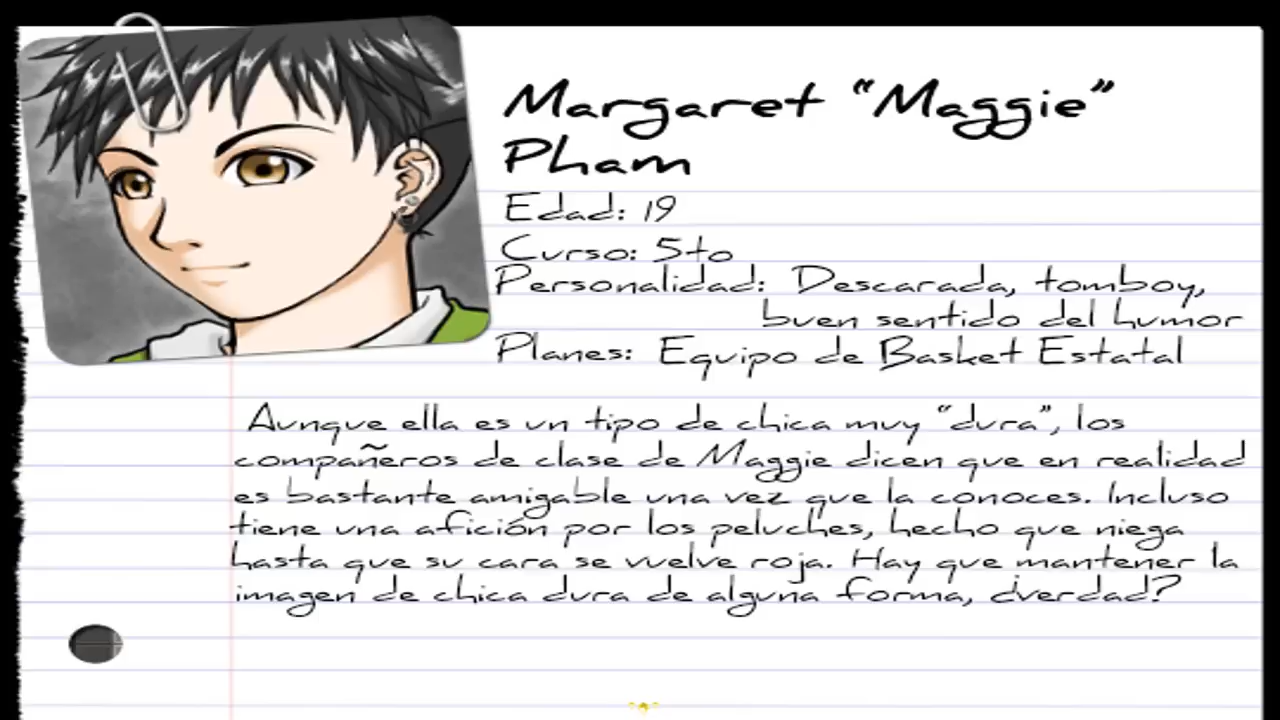 Margaret “Maggie”
Pham
Edad: 19
Curso: 5to
Personalidad: Descarada, tomboy,
buen sentido del humor
Planes: Equipo de Basket Estatal
Aunque ella es un tipo de chica muy “dura”, los
compañeros de clase de Maggie dicen que en realidad
es bastante amigable una vez que la conoces. Incluso
tiene una afición por los peluches, hecho que niega
hasta que su cara se vuelve roja. Hay que mantener la
imagen de chica dura de alguna forma, ¿verdad?